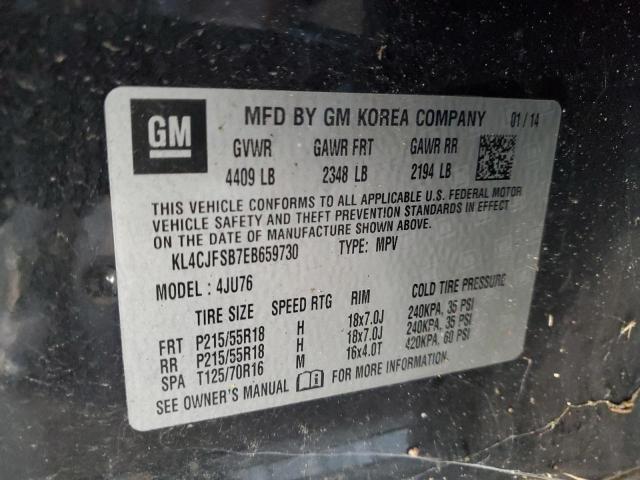 GM
MFD BY GM KOREA COMPANY 01/14
GVWR GAWR FRT GAWR RR
4409 LB 2348 LB 2194 LB
THIS VEHICLE CONFORMS TO ALL APPLICABLE U.S. FEDERAL MOTOR
VEHICLE SAFETY AND THEFT PREVENTION STANDARDS IN EFFECT
ON THE DATE OF MANUFACTURE SHOWN ABOVE.
KL4CJFSB7EB659730 TYPE: MPV
MODEL : 4JU76
TIRE SIZE SPEED RTG RIM COLD TIRE PRESSURE
FRT P215/55R18 H 18x7.0J 240KPA, 35 PSI
RR P215/55R18 H 18x7.0J 240KPA, 35 PSI
SPA T125/70R16 M 16x4.0T 420KPA, 60 PSI
SEE OWNER'S MANUAL FOR MORE INFORMATION.